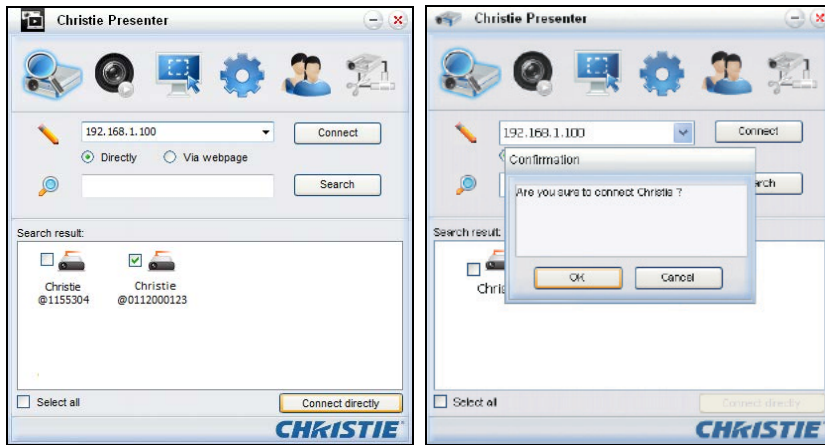 Christie Presenter
192.168.1.100
Connect
Directly
Via webpage
Search
Search result:
Christie
@1155304
Christie
@0112000123
Select all
Connect directly
CHRISTIE
Christie Presenter
192.168.1.100
Connect
Confirmation
Are you sure to connect Christie ?
rch
Search result:
OK
Cancel
Chris
Select all
Connect directly
CHRISTIE